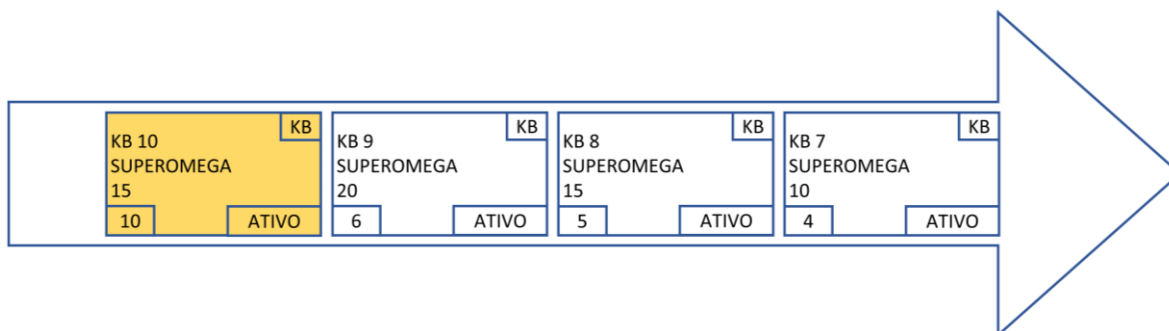 KB
KB 10
SUPEROMEGA
15
10
ATIVO
KB
KB 9
SUPEROMEGA
20
6
ATIVO
KB
KB 8
SUPEROMEGA
15
5
ATIVO
KB
KB 7
SUPEROMEGA
10
4
ATIVO